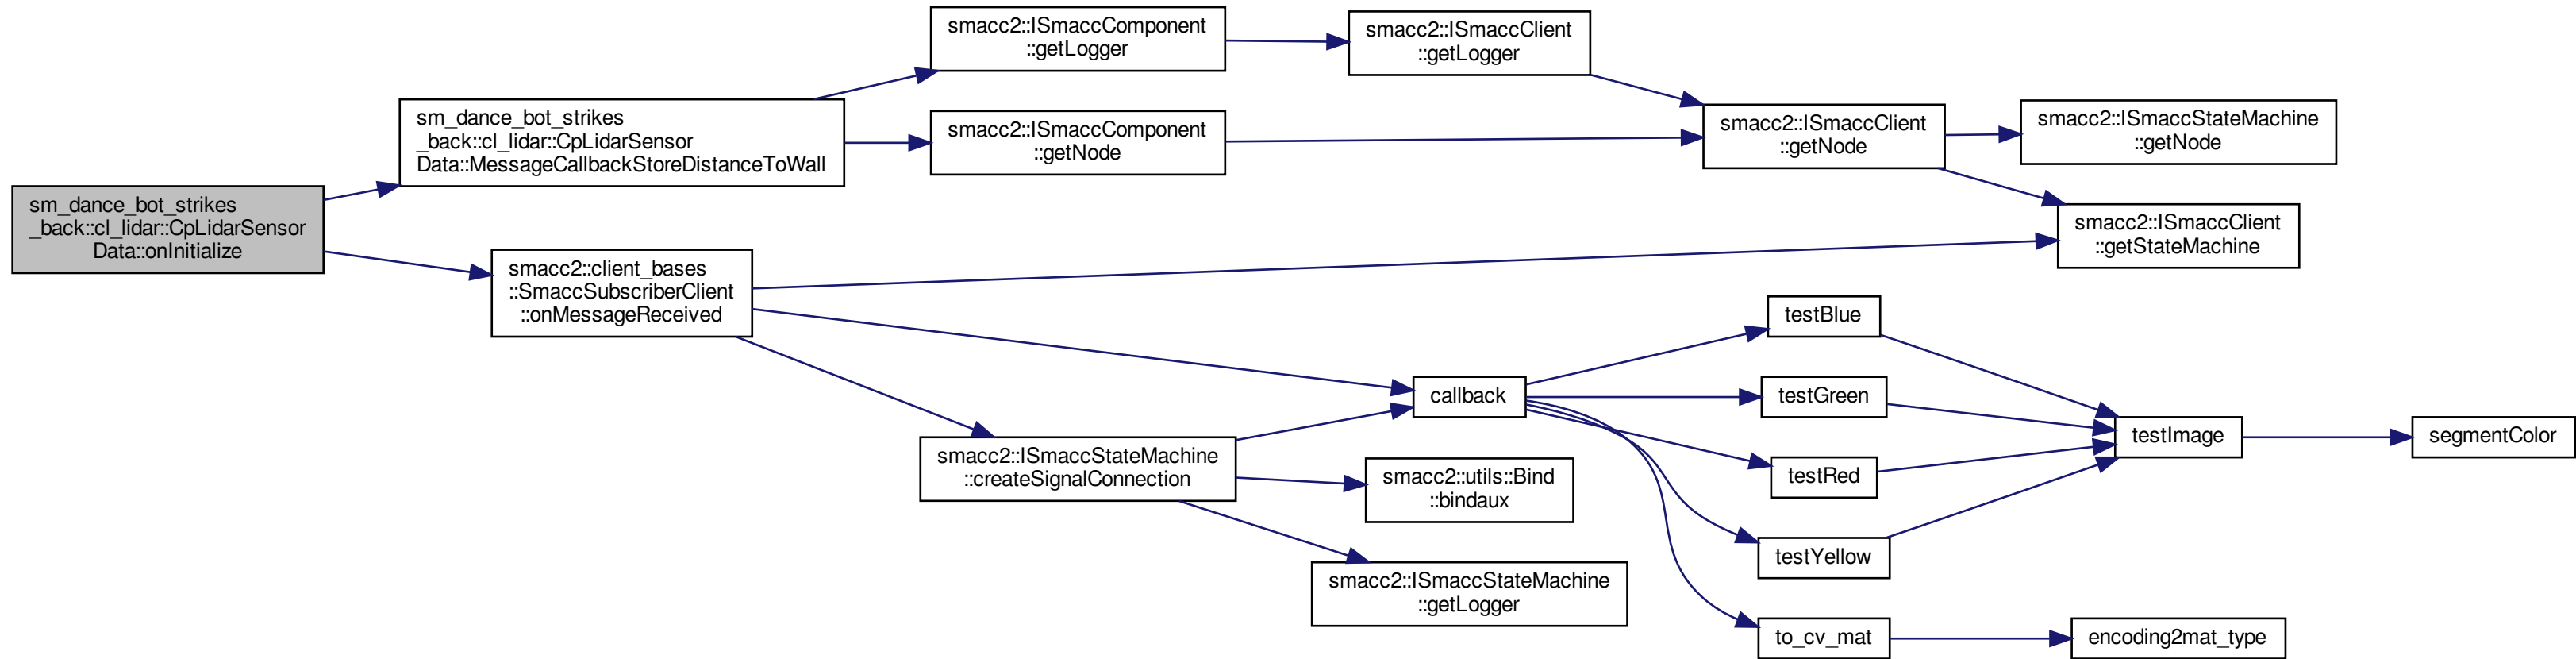 sm_dance_bot_strikes
_back::cl_lidar::CpLidarSensor
Data::onInitialize
sm_dance_bot_strikes
_back::cl_lidar::CpLidarSensor
Data::MessageCallbackStoreDistanceToWall
smacc2::ISmaccComponent
::getLogger
smacc2::ISmaccClient
::getLogger
smacc2::ISmaccComponent
::getNode
smacc2::ISmaccClient
::getNode
smacc2::ISmaccStateMachine
::getNode
smacc2::ISmaccClient
::getStateMachine
smacc2::client_bases
::SmaccSubscriberClient
::onMessageReceived
callback
testBlue
testGreen
testRed
testYellow
testImage
segmentColor
to_cv_mat
encoding2mat_type
smacc2::ISmaccStateMachine
::createSignalConnection
smacc2::utils::Bind
::bindaux
smacc2::ISmaccStateMachine
::getLogger